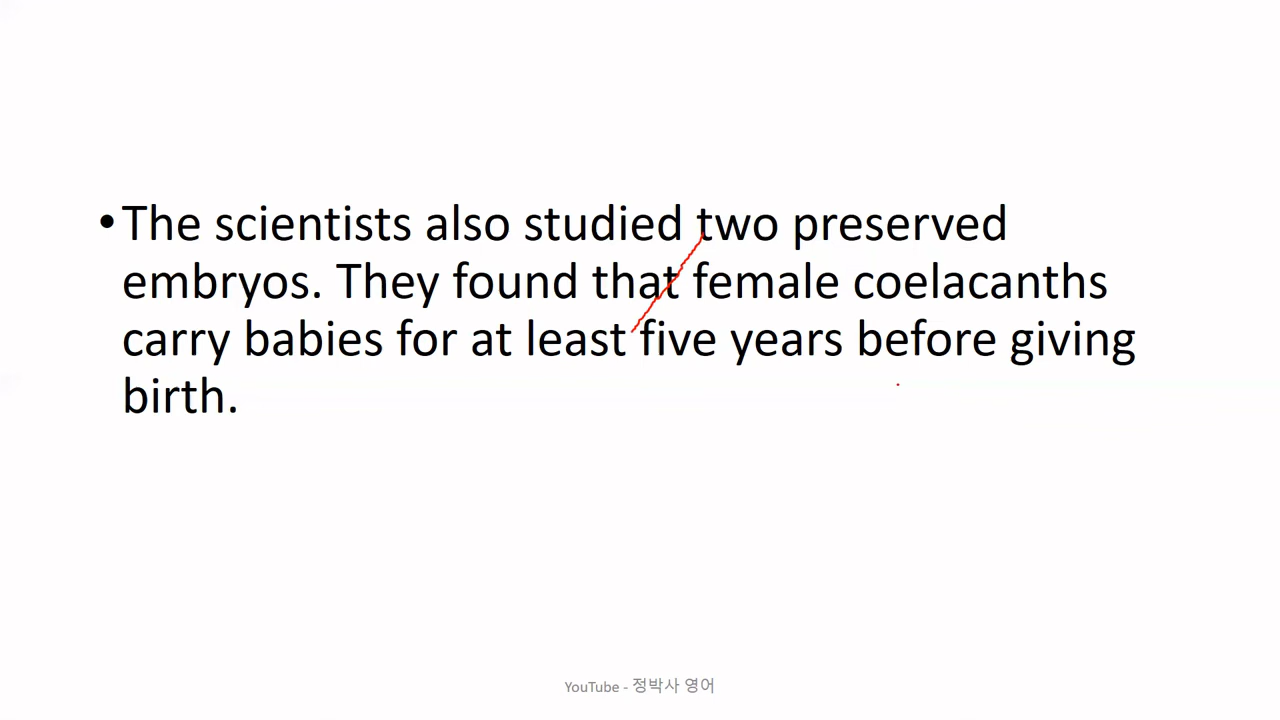 •The scientists also studied two preserved
embryos. They found that female coelacanths
carry babies for at least five years before giving
birth.
YouTube - 정박사 영어